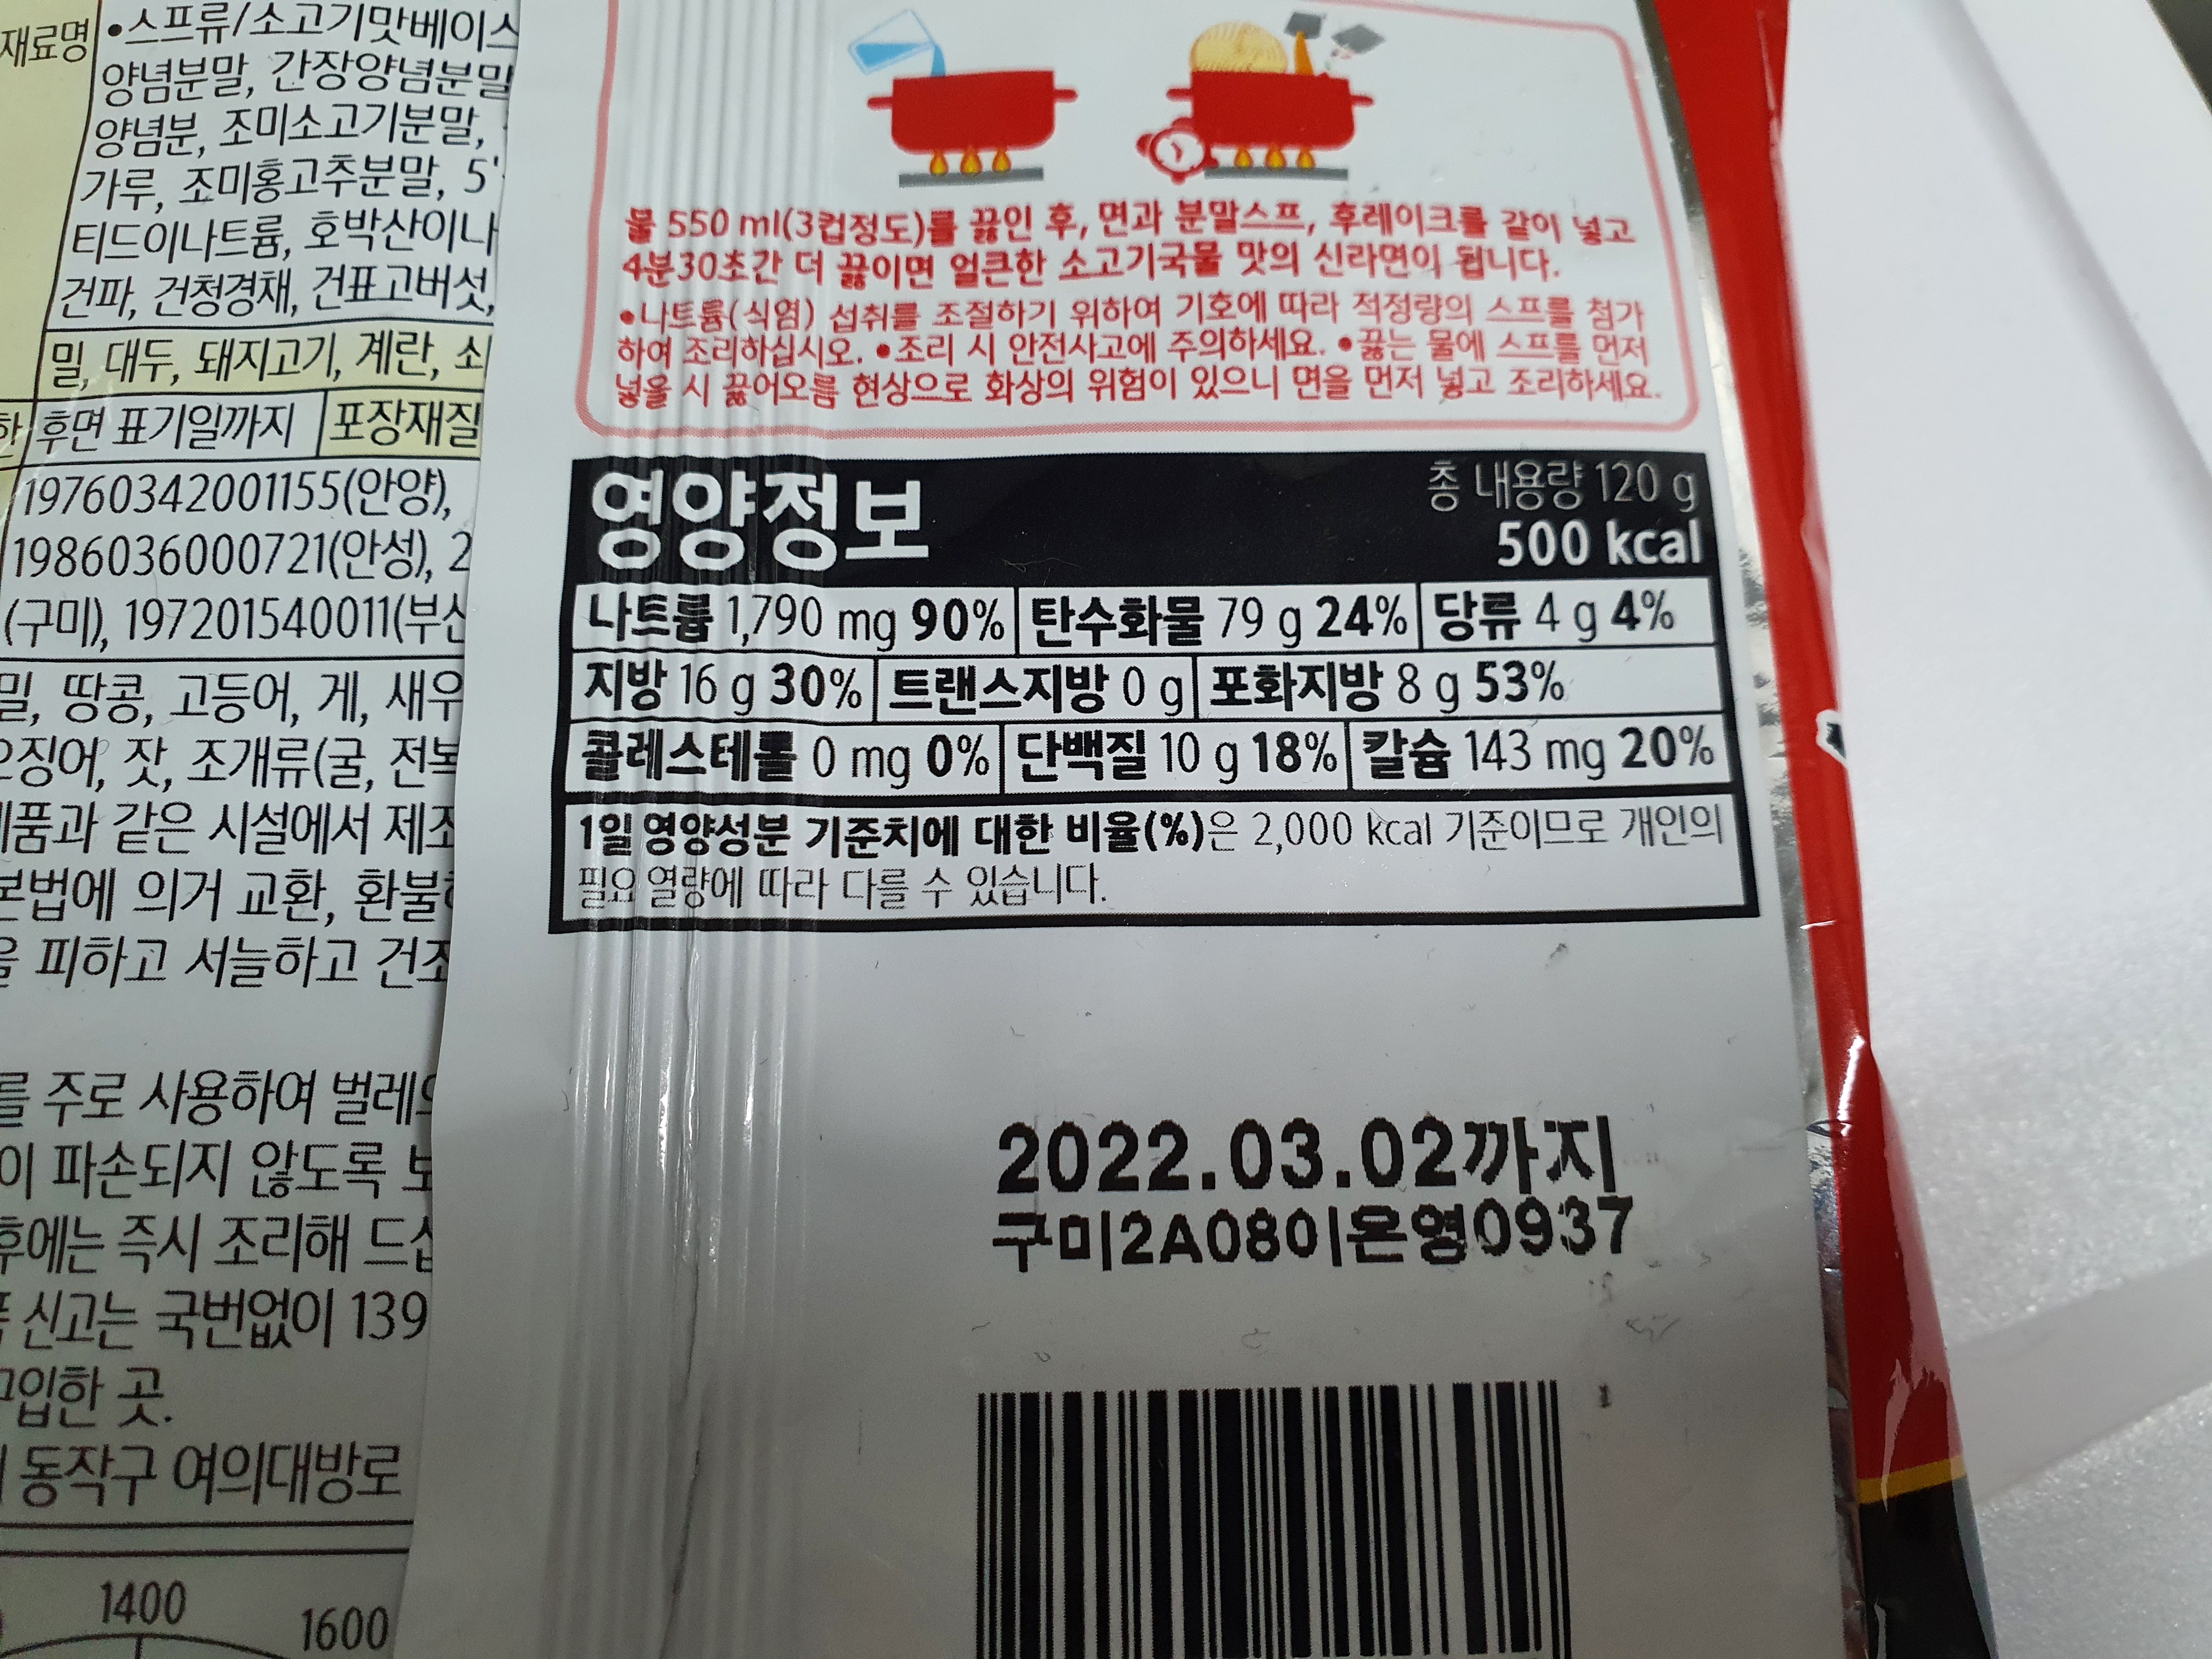 재료명
•스프류/소고기맛베이스
양념분말, 간장양념분말
양념분, 조미소고기분말,
가루, 조미홍고추분말, 5'
티드이나트륨, 호박산이나
건파, 건청경채, 건표고버섯,
밀, 대두, 돼지고기, 계란, 쇠
한 후면 표기일까지 포장재질
19760342001155(안양),
1986036000721(안성), 2
(구미), 197201540011(부산
밀, 땅콩, 고등어, 게, 새우
오징어, 잣, 조개류(굴, 전복
제품과 같은 시설에서 제조
본법에 의거 교환, 환불
을 피하고 서늘하고 건조
를 주로 사용하여 벌레
이 파손되지 않도록 보
후에는 즉시 조리해 드십
품 신고는 국번없이 139
구입한 곳.
동작구 여의대방로
1400
1600
물 550 ml(3컵정도)를 끓인 후, 면과 분말스프, 후레이크를 같이 넣고
4분30초간 더 끓이면 얼큰한 소고기국물 맛의 신라면이 됩니다.
•나트륨(식염) 섭취를 조절하기 위하여 기호에 따라 적정량의 스프를 첨가
하여 조리하십시오. •조리 시 안전사고에 주의하세요. •끓는 물에 스프를 먼저
넣을 시 끓어오름 현상으로 화상의 위험이 있으니 면을 먼저 넣고 조리하세요.
영양정보
총 내용량 120 g
500 kcal
나트륨 1,790 mg 90% 탄수화물 79 g 24% 당류 4 g 4%
지방 16 g 30% 트랜스지방 0 g 포화지방 8 g 53%
콜레스테롤 0 mg 0% 단백질 10 g 18% 칼슘 143 mg 20%
1일 영양성분 기준치에 대한 비율(%)은 2,000 kcal 기준이므로 개인의
필요 열량에 따라 다를 수 있습니다.
2022.03.02까지
구미2A080이온영0937